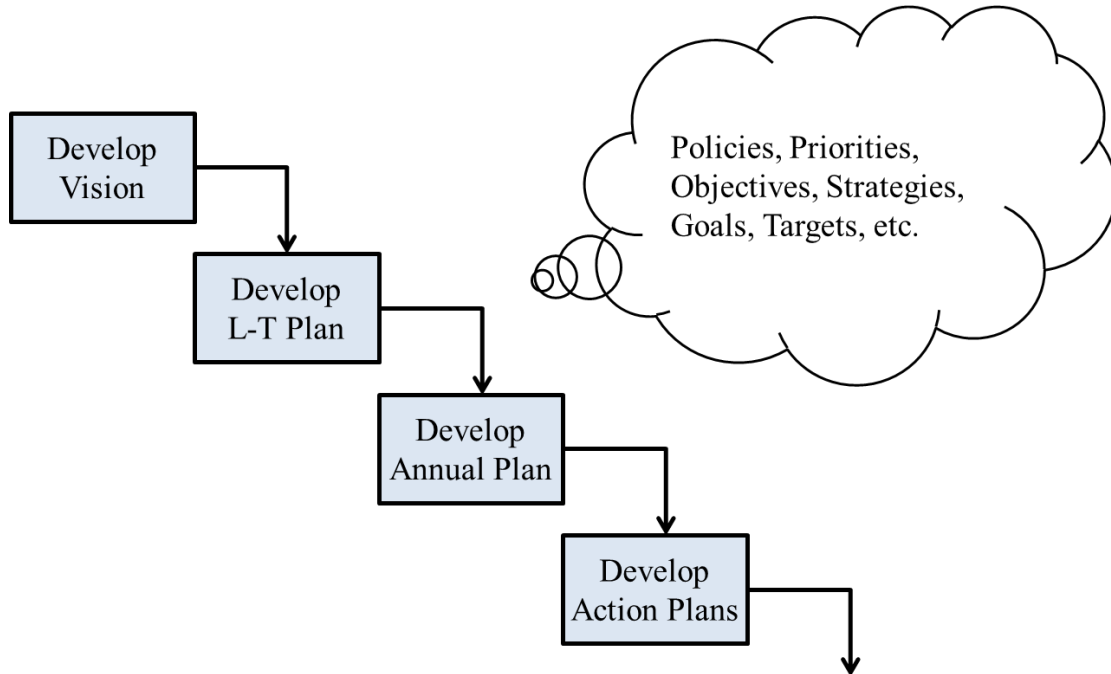 Develop
Vision
Policies, Priorities,
Objectives, Strategies,
Goals, Targets, etc.
Develop
L-T Plan
Develop
Annual Plan
Develop
Action Plans